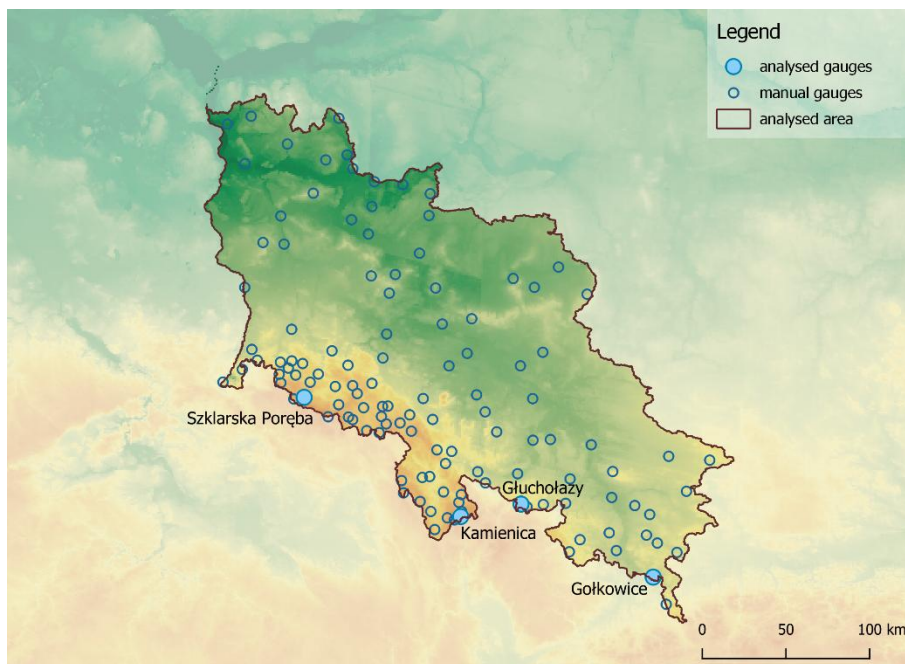 Legend
analysed gauges
manual gauges
analysed area
Szklarska Poręba
Głuchołazy
Kamienica
Gołkowice
0 50 100 km